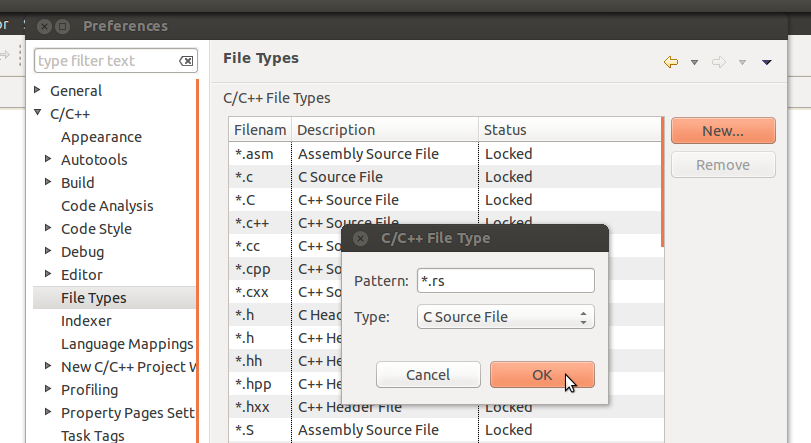 or S
Preferences
type filter text
General
C/C++
Appearance
Autotools
Build
Code Analysis
Code Style
Debug
Editor
File Types
Indexer
Language Mappings
New C/C++ Project W
Profiling
Property Pages Sett
Task Tags
File Types
C/C++ File Types
Filenam Description Status
*.asm Assembly Source File Locked
*.c C Source File Locked
*.C C++ Source File Locked
*.c++ C++ Source File Locked
*.cc C++ So
*.cpp C++ So
*.cxx C++ So
*.h C Head
*.h C++ He
*.hh C++ He
*.hpp C++ He
*.hxx C++ Header File Locked
*.S Assembly Source File Locked
New...
Remove
C/C++ File Type
Pattern: *.rs
Type: C Source File
Cancel OK